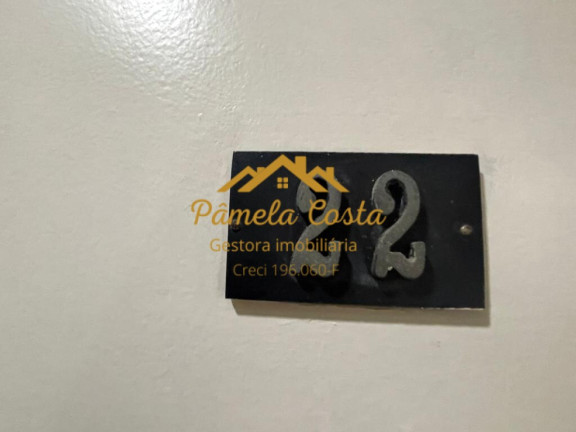 22
Pâmela Costa
Gestora imobiliária
Creci 196.060-F